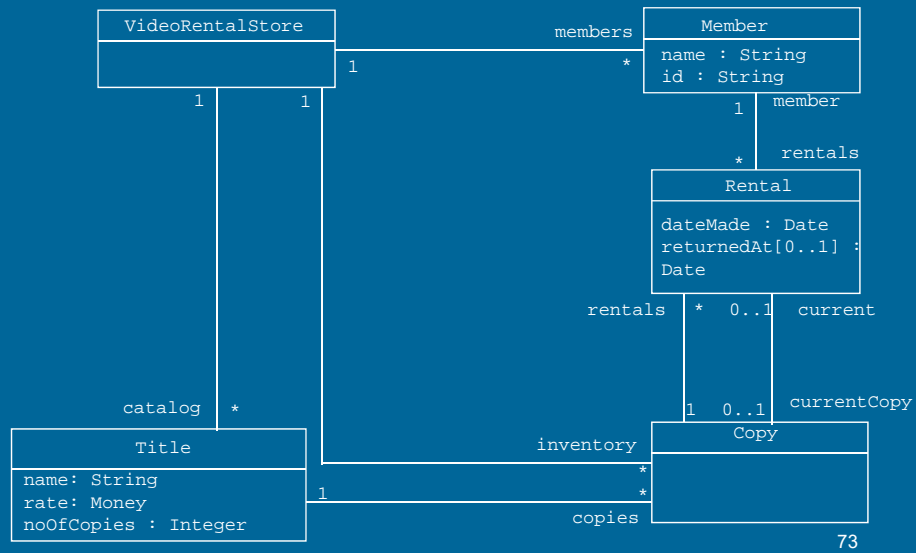 VideoRentalStore
members
Member
name : String
id : String
1
*
1
1
1
member
*
rentals
Rental
dateMade : Date
returnedAt[0..1] :
Date
rentals
*
0..1
current
catalog
*
1
0..1
currentCopy
Title
name: String
rate: Money
noOfCopies : Integer
inventory
Copy
*
1
*
copies
73